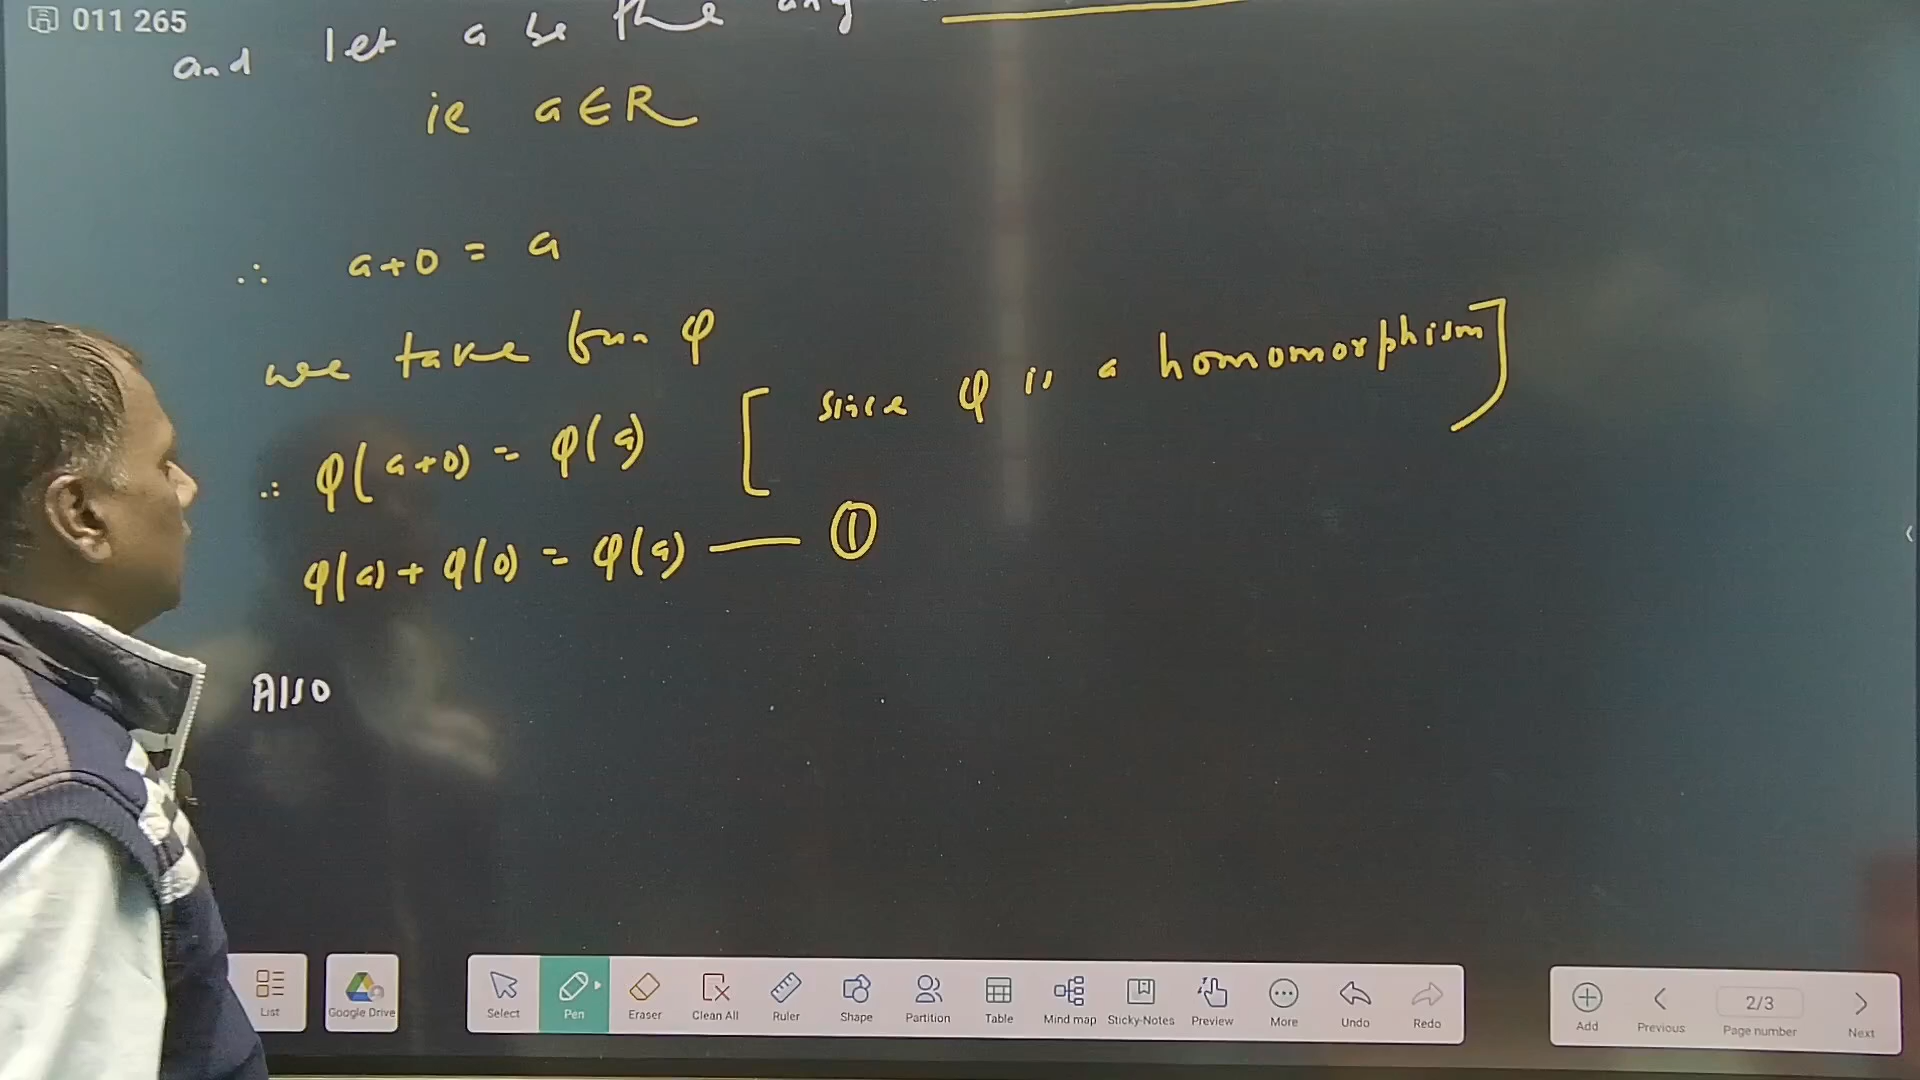 011 265
and let a be the any
ie a∈R
∴ a+0 = a
we take fun φ
∴ φ(a+0) = φ(a) [since φ is a homomorphism]
φ(a) + φ(0) = φ(a) — ①
Also
List
Google Drive
Select
Pen
Eraser
Clean All
Ruler
Shape
Partition
Table
Mind map
Sticky-Notes
Preview
More
Undo
Redo
Add
Previous
2/3
Page number
Next